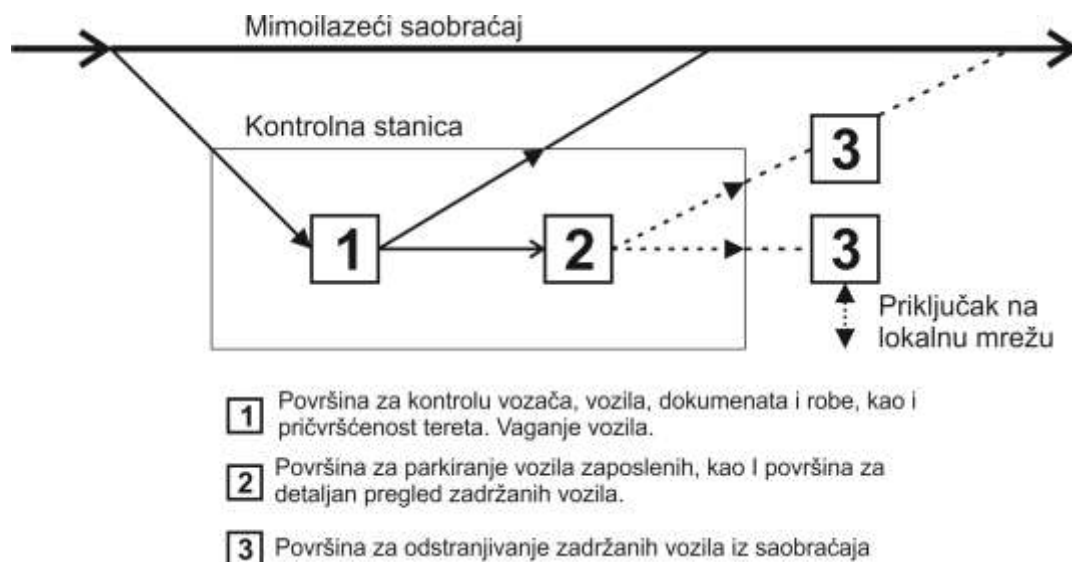 Mimoilazeći saobraćaj
Kontrolna stanica
3
1
2
3
Priključak na
lokalnu mrežu
1 Površina za kontrolu vozača, vozila, dokumenata i robe, kao i
pričvršćenost tereta. Vaganje vozila.
2 Površina za parkiranje vozila zaposlenih, kao I površina za
detaljan pregled zadržanih vozila.
3 Površina za odstranjivanje zadržanih vozila iz saobraćaja